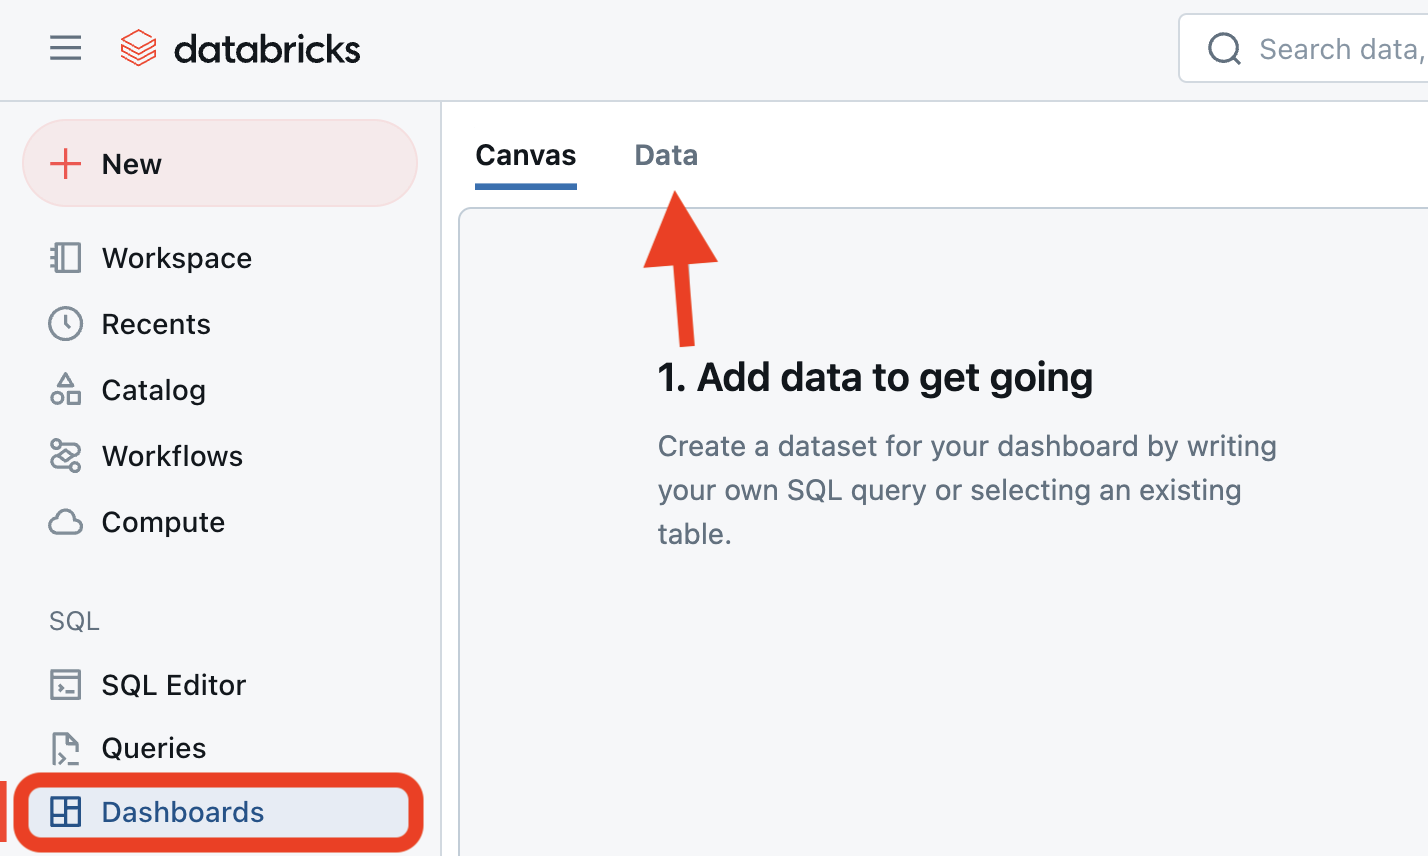 databricks
Search data,
New
Workspace
Recents
Catalog
Workflows
Compute
SQL
SQL Editor
Queries
Dashboards
Canvas
Data
1. Add data to get going
Create a dataset for your dashboard by writing
your own SQL query or selecting an existing
table.